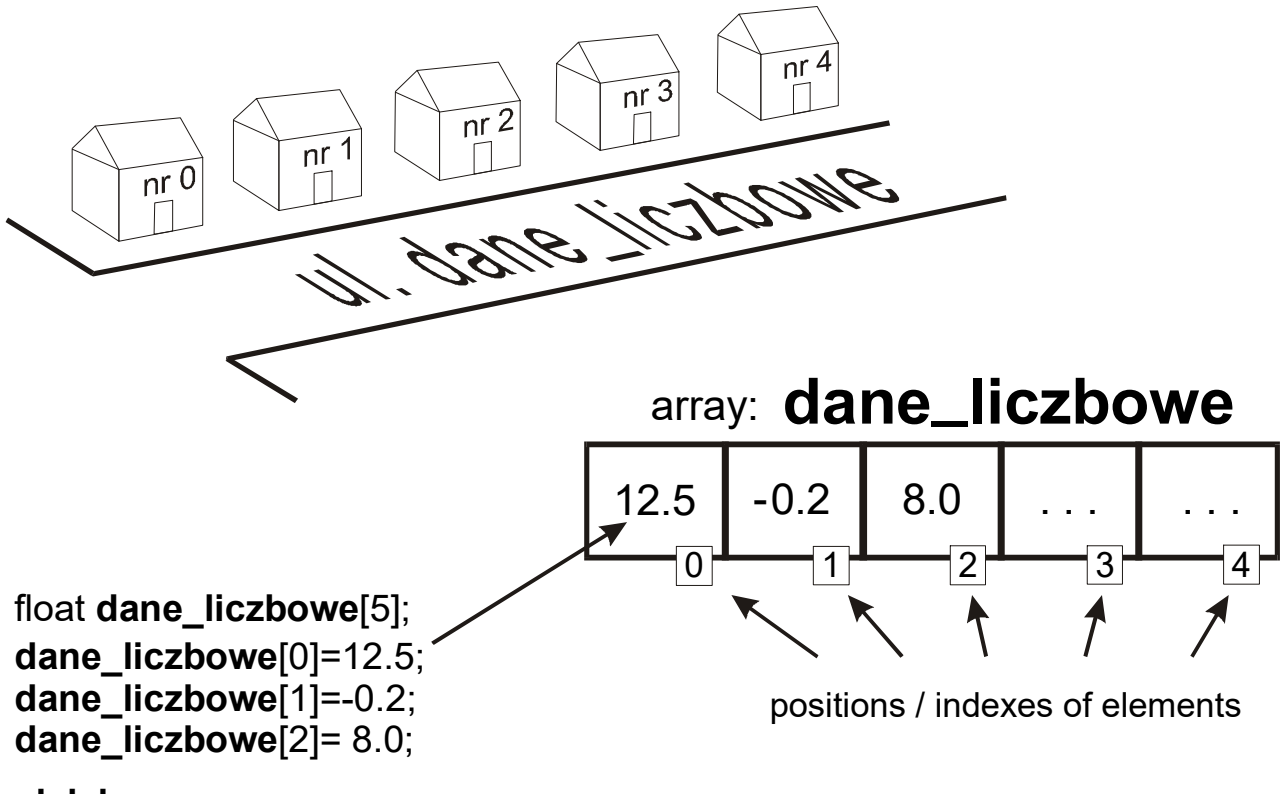 nr 0
nr 1
nr 2
nr 3
nr 4
ul. dane_liczbowe
array: dane_liczbowe
12.5 -0.2 8.0 . . . . . .
0 1 2 3 4
float dane_liczbowe[5];
dane_liczbowe[0]=12.5;
dane_liczbowe[1]=-0.2;
dane_liczbowe[2]= 8.0;
positions / indexes of elements